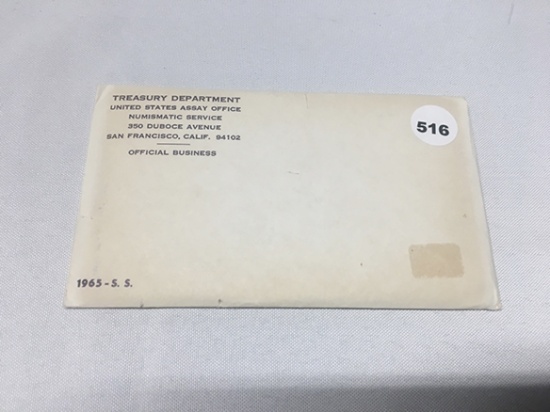 TREASURY DEPARTMENT
UNITED STATES ASSAY OFFICE
NUMISMATIC SERVICE
350 DUBOCE AVENUE
SAN FRANCISCO, CALIF. 94102
OFFICIAL BUSINESS
516
1965 - S. S.